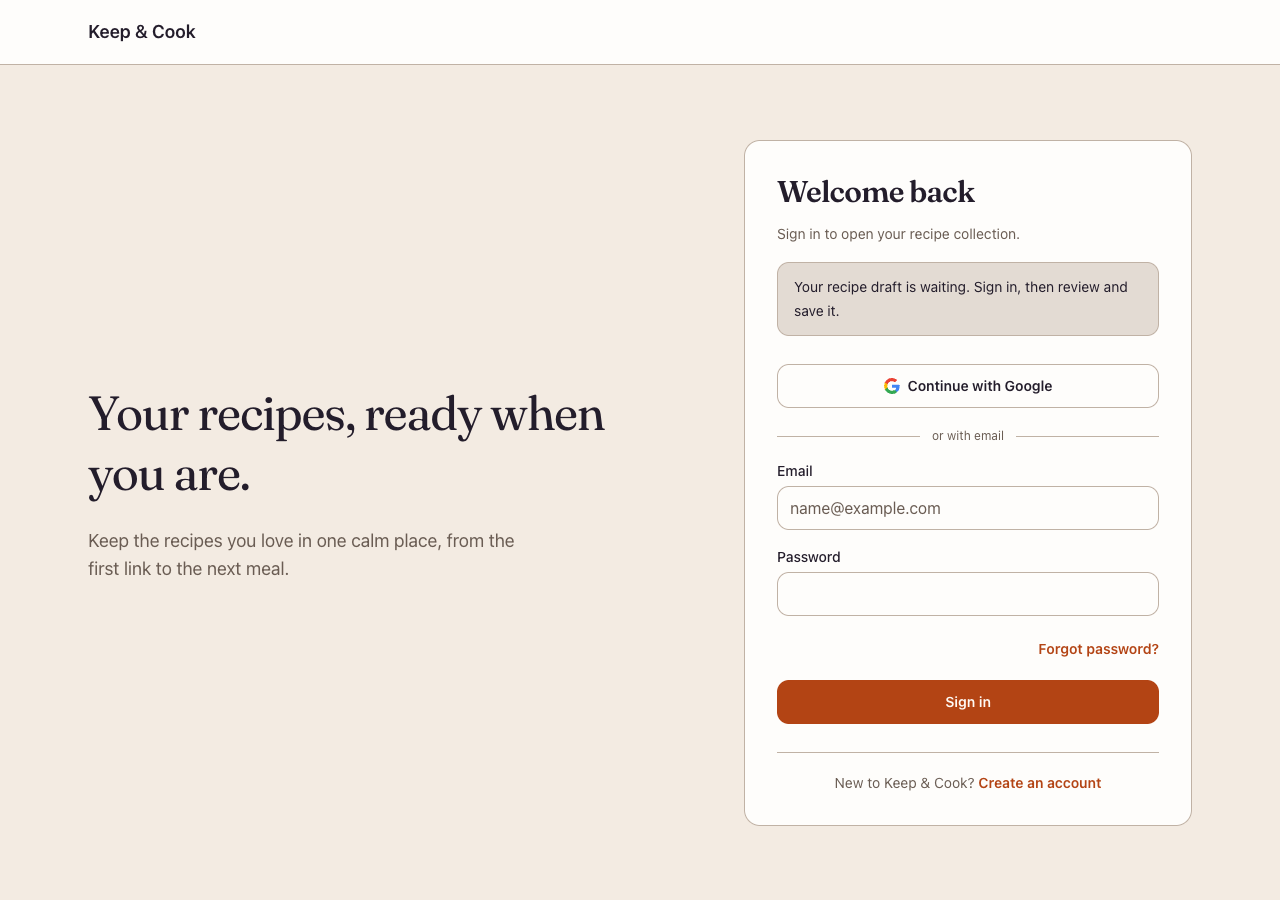 Keep & Cook
Your recipes, ready when
you are.
Keep the recipes you love in one calm place, from the
first link to the next meal.
Welcome back
Sign in to open your recipe collection.
Your recipe draft is waiting. Sign in, then review and
save it.
Continue with Google
or with email
Email
name@example.com
Password
Forgot password?
Sign in
New to Keep & Cook? Create an account